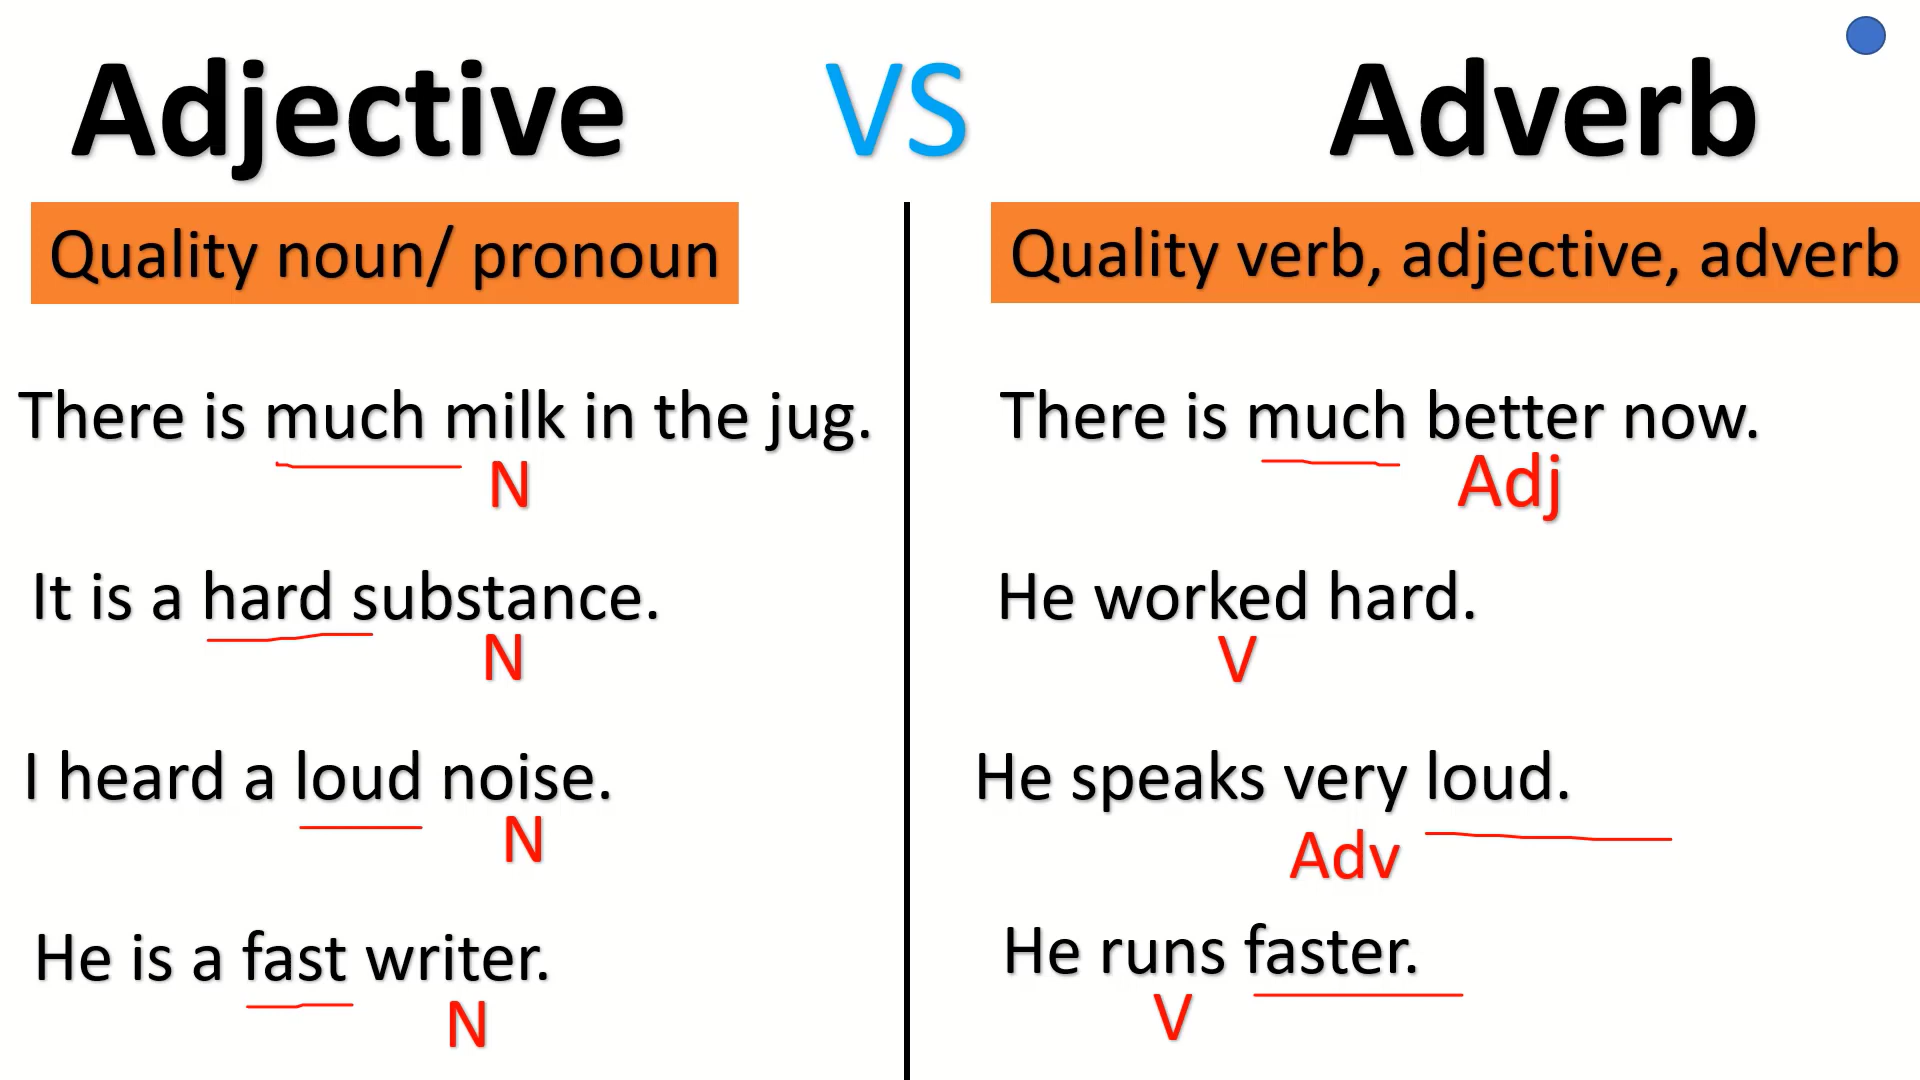 Adjective VS Adverb
Quality noun/ pronoun
Quality verb, adjective, adverb
There is much milk in the jug.
N
There is much better now.
Adj
It is a hard substance.
N
He worked hard.
V
I heard a loud noise.
N
He speaks very loud.
Adv
He is a fast writer.
N
He runs faster.
V